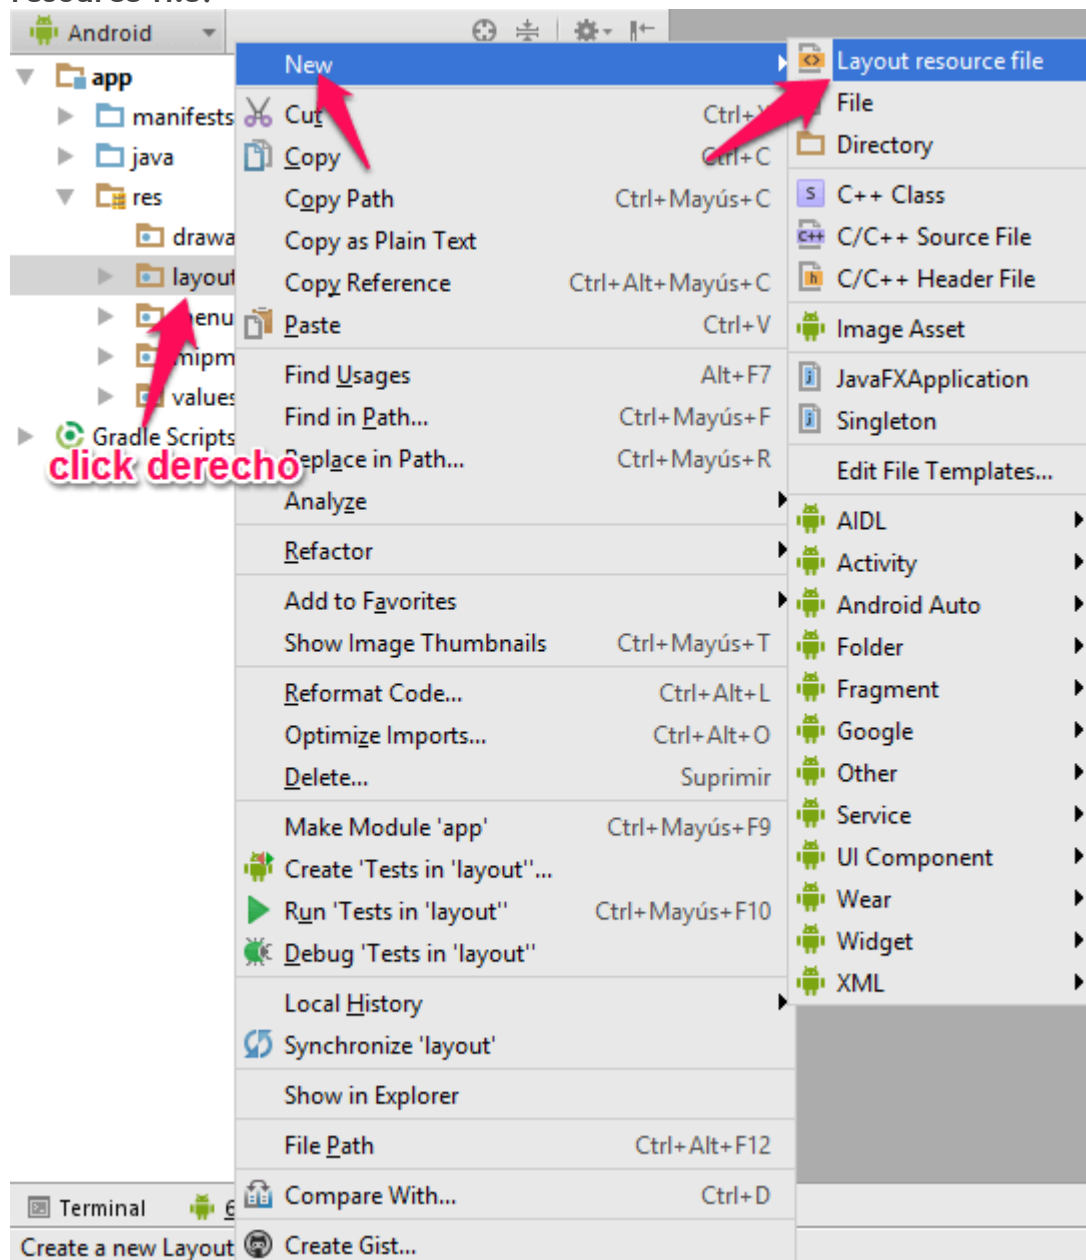 Android
app
manifests
java
res
layout
values
Gradle Scripts
click derecho
New
Cut
Copy Ctrl+C
Copy Path Ctrl+Mayús+C
Copy as Plain Text
Copy Reference Ctrl+Alt+Mayús+C
Paste Ctrl+V
Find Usages Alt+F7
Find in Path... Ctrl+Mayús+F
Replace in Path... Ctrl+Mayús+R
Analyze
Refactor
Add to Favorites
Show Image Thumbnails Ctrl+Mayús+T
Reformat Code... Ctrl+Alt+L
Optimize Imports... Ctrl+Alt+O
Delete... Suprimir
Make Module 'app' Ctrl+Mayús+F9
Create 'Tests in 'layout''...
Run 'Tests in 'layout'' Ctrl+Mayús+F10
Debug 'Tests in 'layout''
Local History
Synchronize 'layout'
Show in Explorer
File Path Ctrl+Alt+F12
Compare With... Ctrl+D
Create Gist...
Layout resource file
File
Directory
C++ Class
C/C++ Source File
C/C++ Header File
Image Asset
JavaFXApplication
Singleton
Edit File Templates...
AIDL
Activity
Android Auto
Folder
Fragment
Google
Other
Service
UI Component
Wear
Widget
XML
Terminal
Create a new Layout